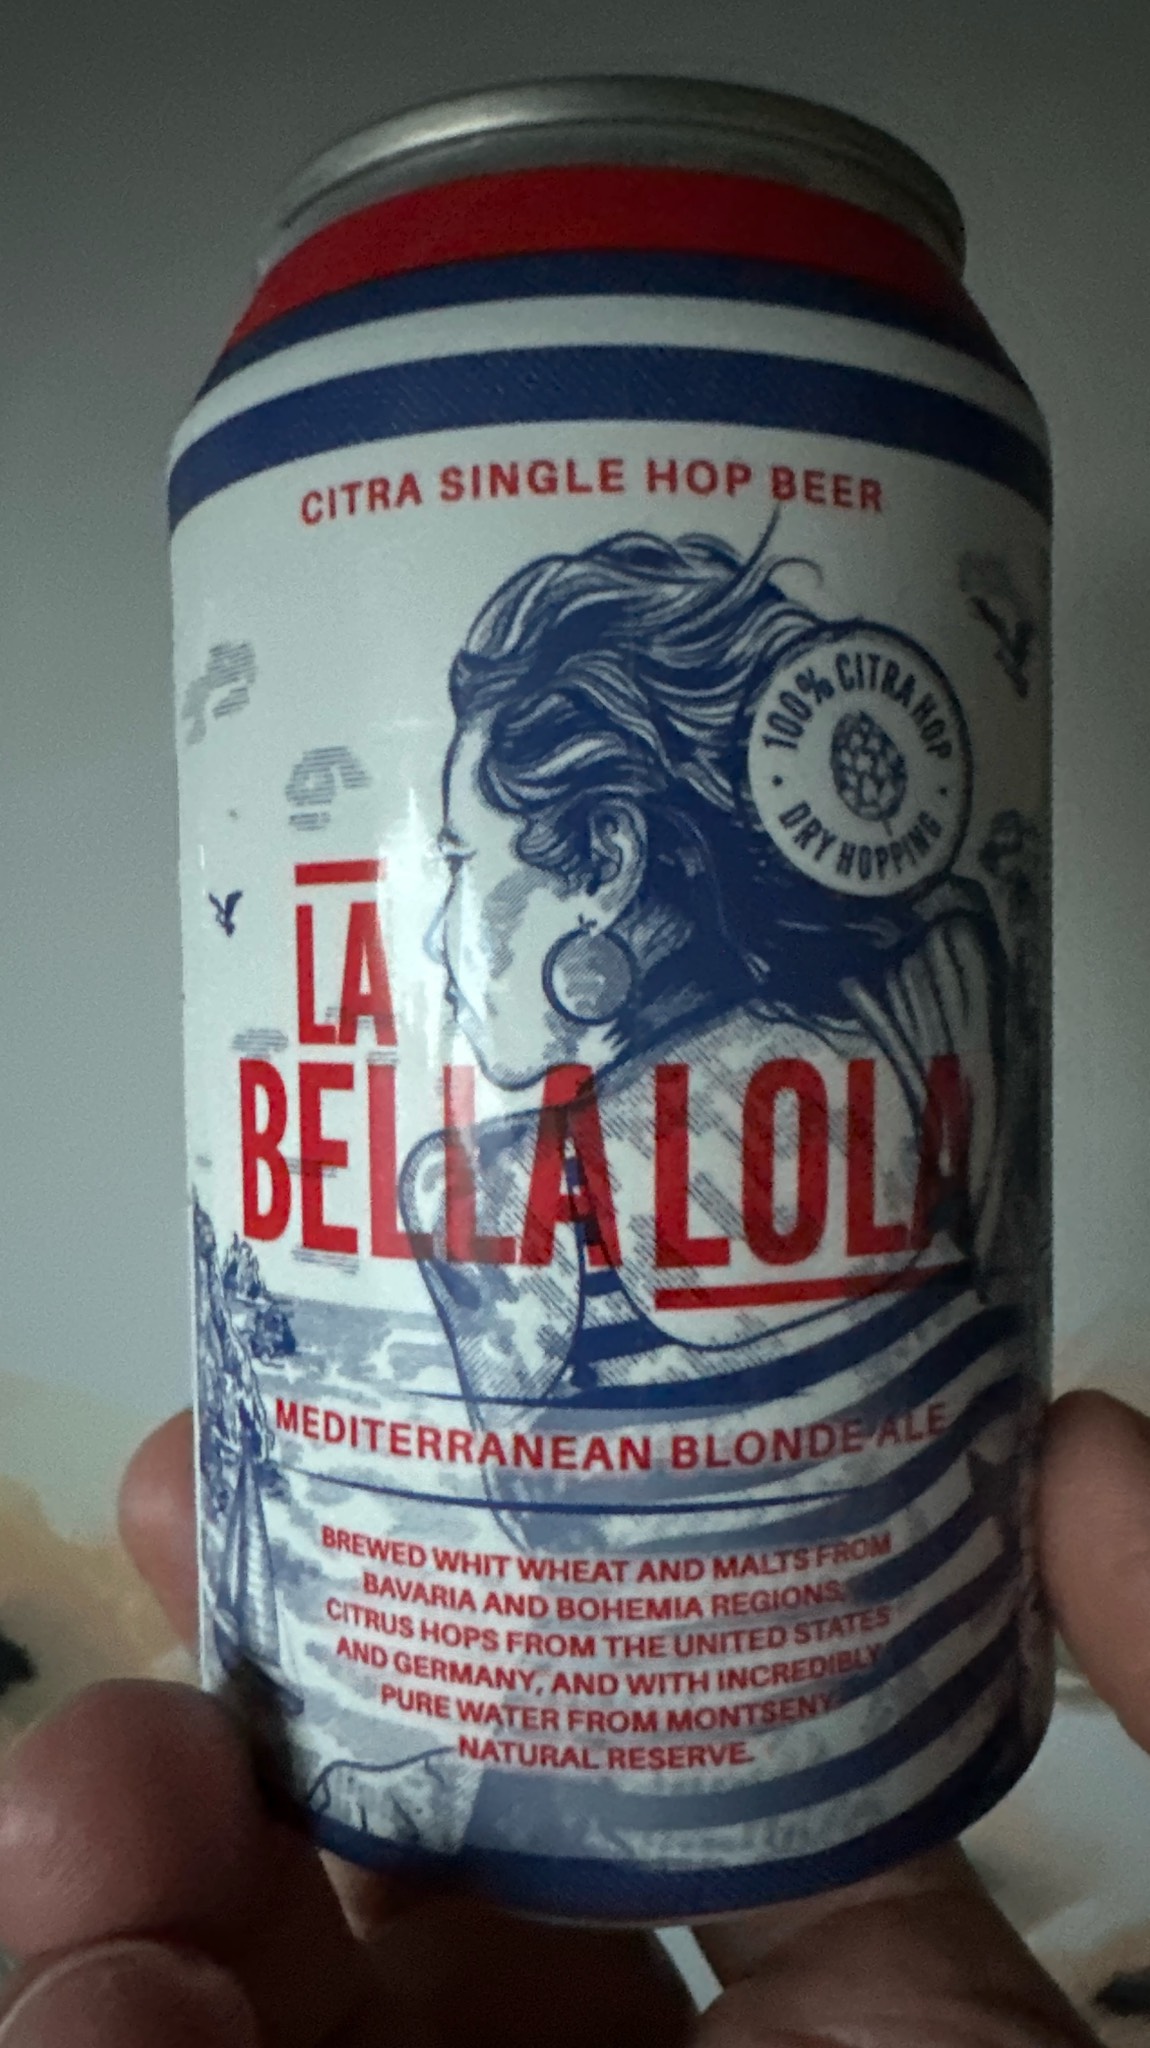 CITRA SINGLE HOP BEER
100% CITRA HOP
DRY HOPPING
LA
BELLA LOLA
MEDITERRANEAN BLONDE ALE
BREWED WHIT WHEAT AND MALTS FROM
BAVARIA AND BOHEMIA REGIONS,
CITRUS HOPS FROM THE UNITED STATES
AND GERMANY, AND WITH INCREDIBLY
PURE WATER FROM MONTSENY
NATURAL RESERVE.